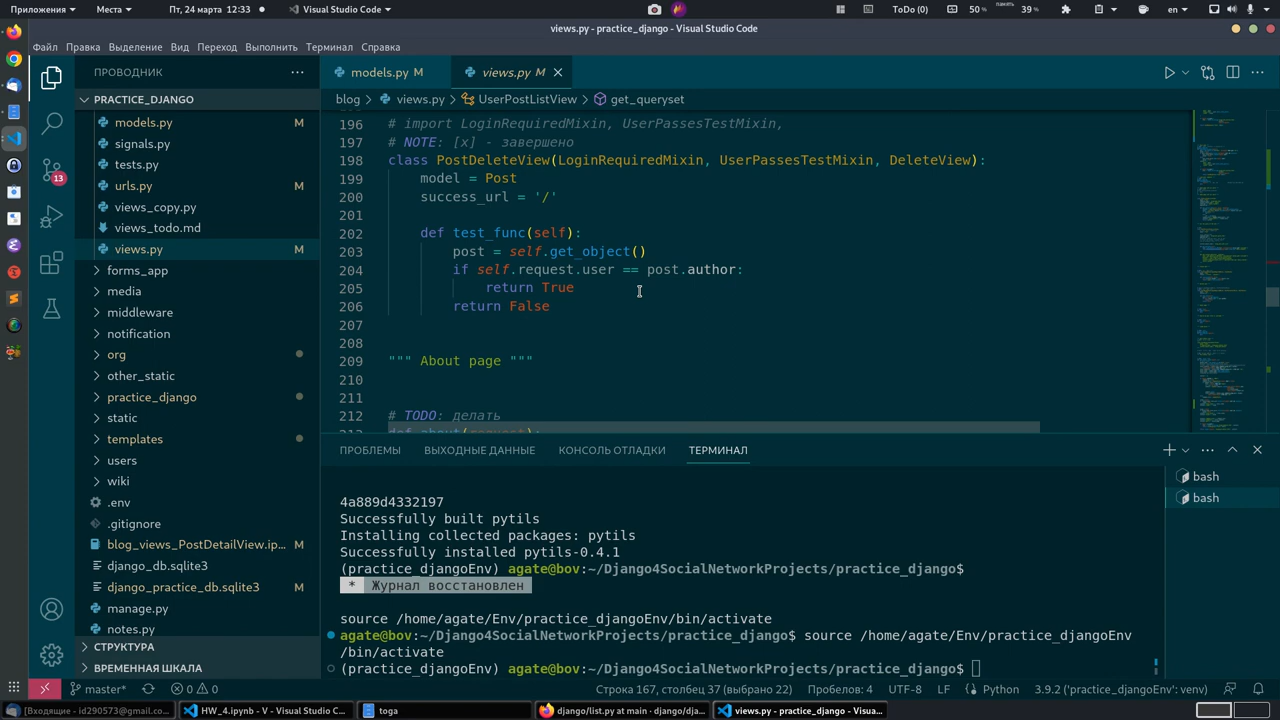 Приложения Места Пт, 24 марта 12:33 Visual Studio Code ToDo (0) 50 % память 39 % en
views.py - practice_django - Visual Studio Code
Файл Правка Выделение Вид Переход Выполнить Терминал Справка
ПРОВОДНИК
models.py M views.py M
PRACTICE_DJANGO
blog > views.py > UserPostListView > get_queryset
models.py M
signals.py
tests.py
urls.py M
views_copy.py
views_todo.md
views.py M
forms_app
media
middleware
notification
org
other_static
practice_django
static
templates
users
wiki
.env
.gitignore
blog_views_PostDetailView.ip... M
django_db.sqlite3
django_practice_db.sqlite3 M
manage.py
notes.py
СТРУКТУРА
ВРЕМЕННАЯ ШКАЛА
13
196 # import LoginRequiredMixin, UserPassesTestMixin,
197 # NOTE: [x] - завершено
198 class PostDeleteView(LoginRequiredMixin, UserPassesTestMixin, DeleteView):
199 model = Post
200 success_url = '/'
201
202 def test_func(self):
203 post = self.get_object()
204 if self.request.user == post.author:
205 return True
206 return False
207
208
209 """ About page """
210
211
212 # TODO: делать
213 def about(request):
ПРОБЛЕМЫ ВЫХОДНЫЕ ДАННЫЕ КОНСОЛЬ ОТЛАДКИ ТЕРМИНАЛ
bash
bash
4a889d4332197
Successfully built pytils
Installing collected packages: pytils
Successfully installed pytils-0.4.1
(practice_djangoEnv) agate@bov:~/Django4SocialNetworkProjects/practice_django$
* Журнал восстановлен
source /home/agate/Env/practice_djangoEnv/bin/activate
agate@bov:~/Django4SocialNetworkProjects/practice_django$ source /home/agate/Env/practice_djangoEnv
/bin/activate
(practice_djangoEnv) agate@bov:~/Django4SocialNetworkProjects/practice_django$
master* 0 0 Строка 167, столбец 37 (выбрано 22) Пробелов: 4 UTF-8 LF Python 3.9.2 ('practice_djangoEnv': venv)
[Входящие - id290573@gmail.co... HW_4.ipynb - V - Visual Studio C... toga django/list.py at main · django/dja... views.py - practice_django - Visua...